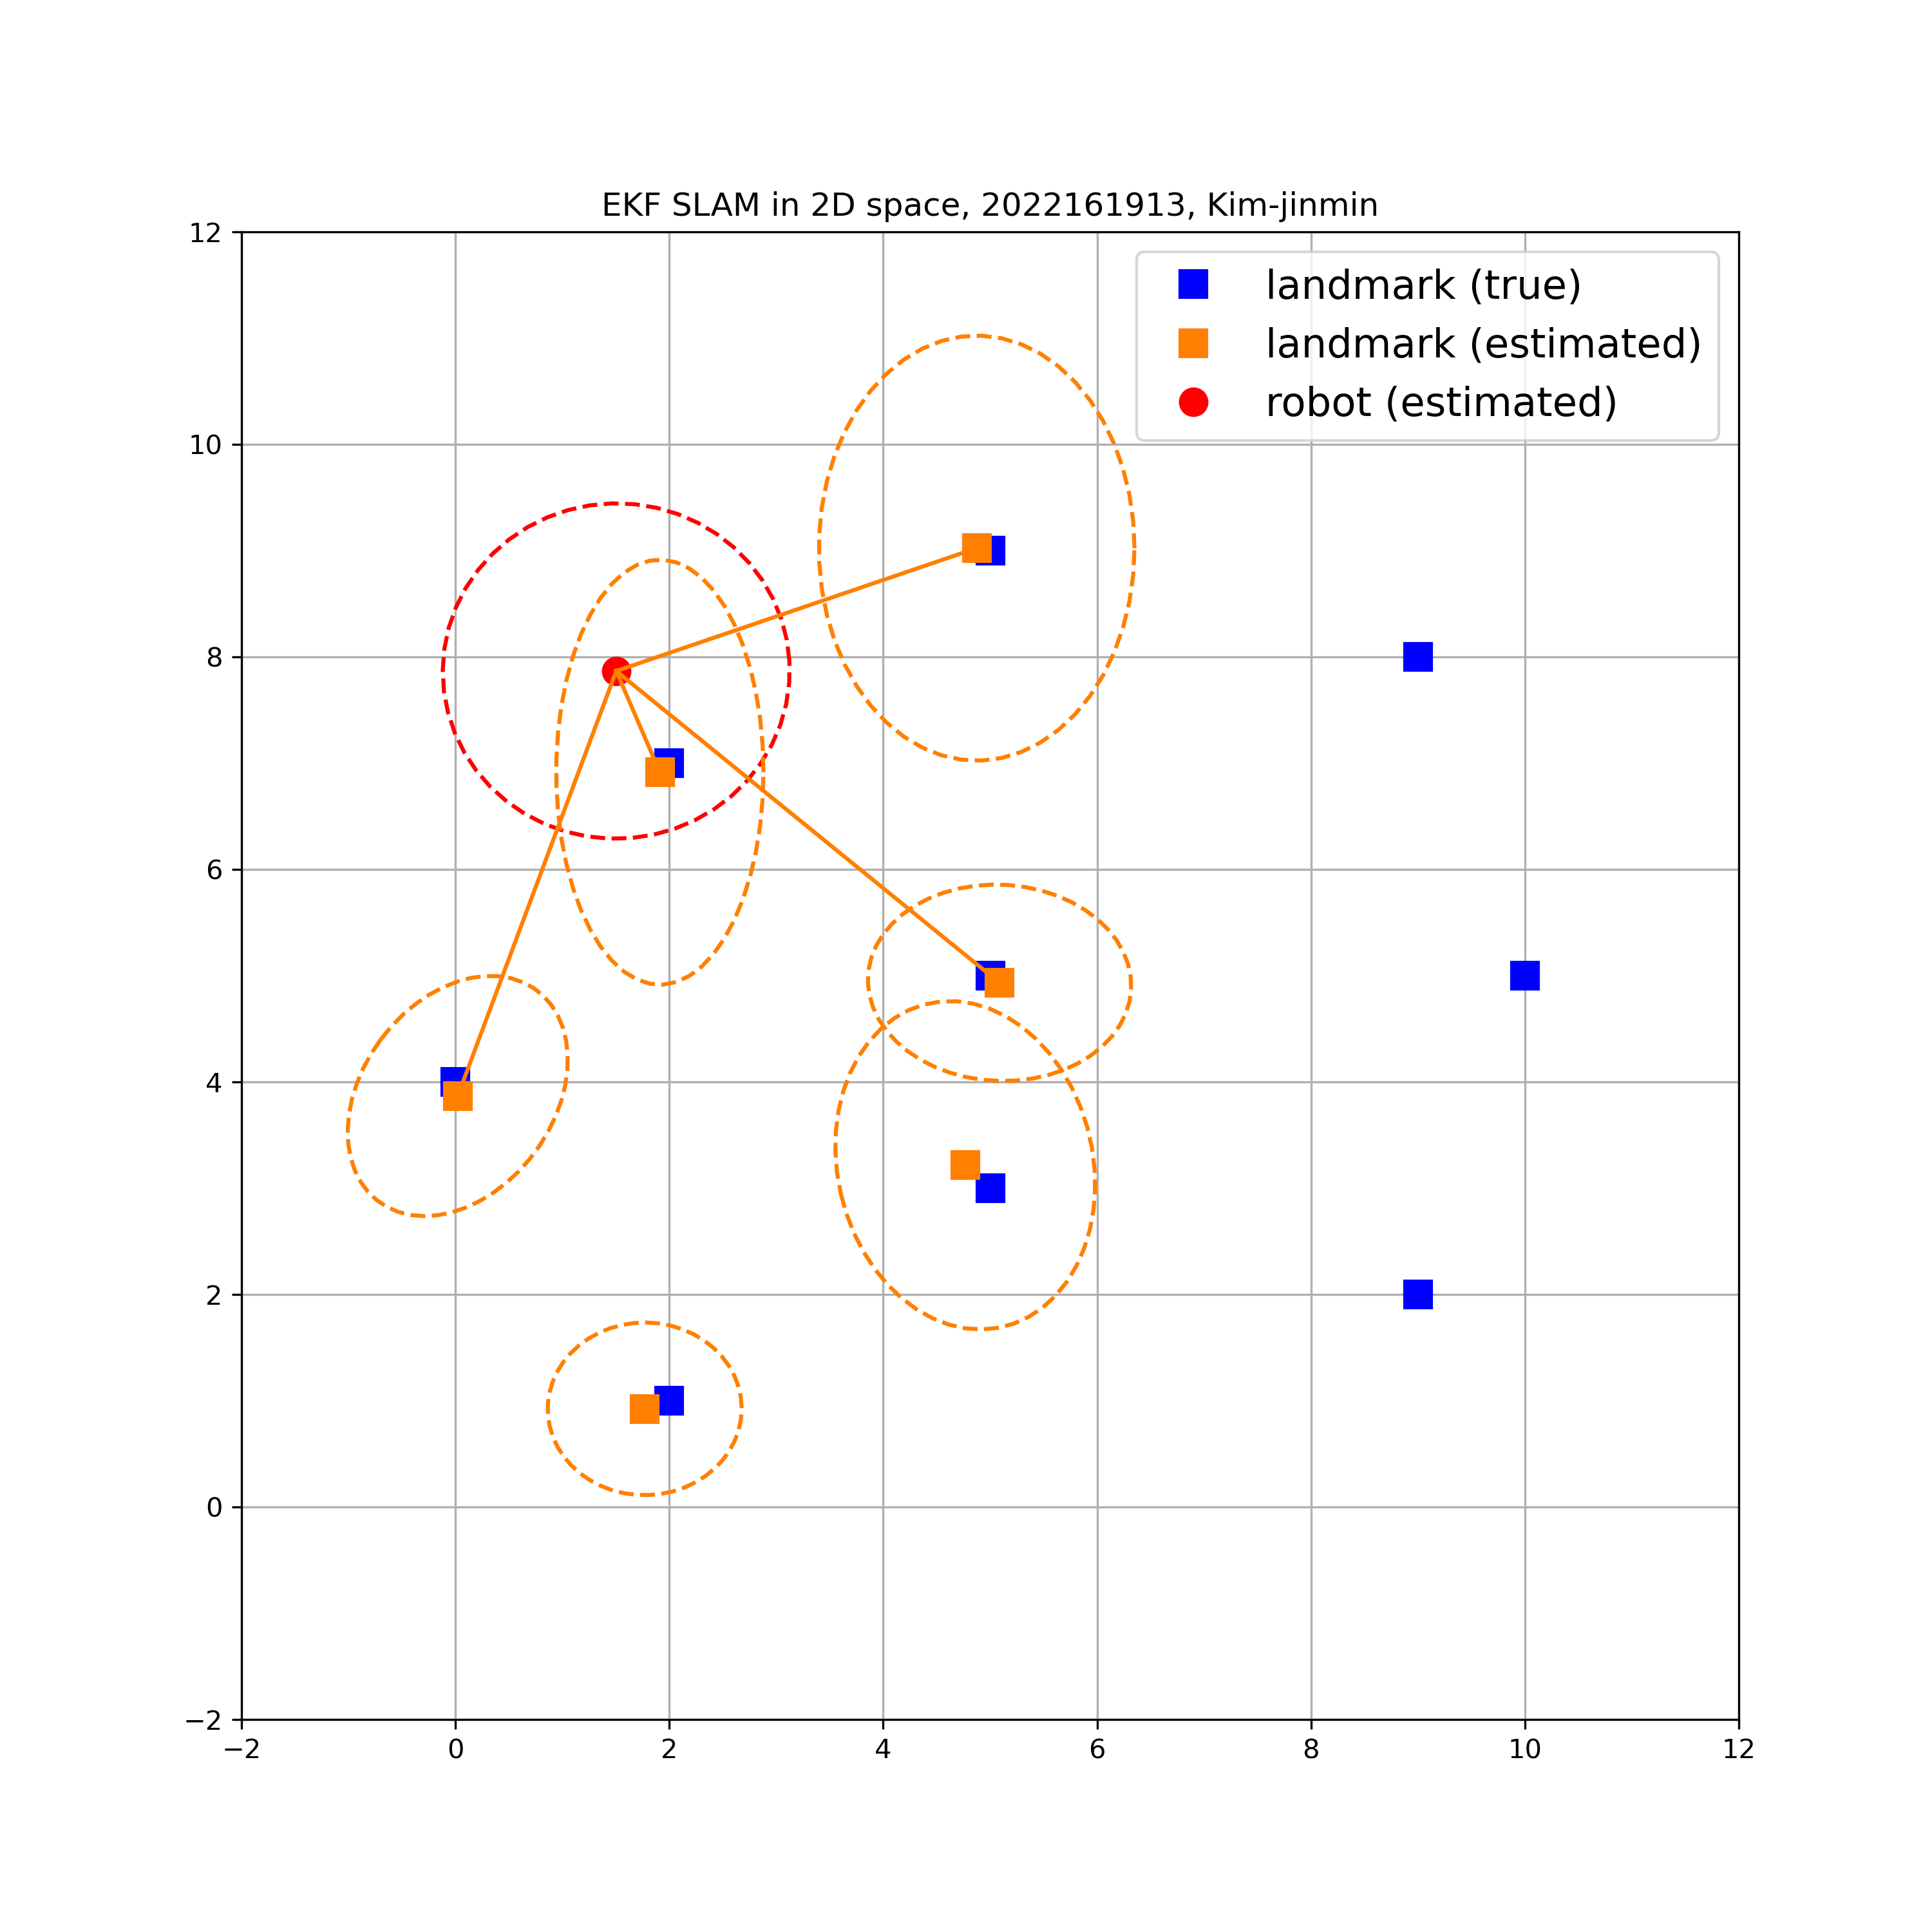 EKF SLAM in 2D space, 2022161913, Kim-jinmin
12
landmark (true)
landmark (estimated)
robot (estimated)
10
8
6
4
2
0
−2
−2 0 2 4 6 8 10 12